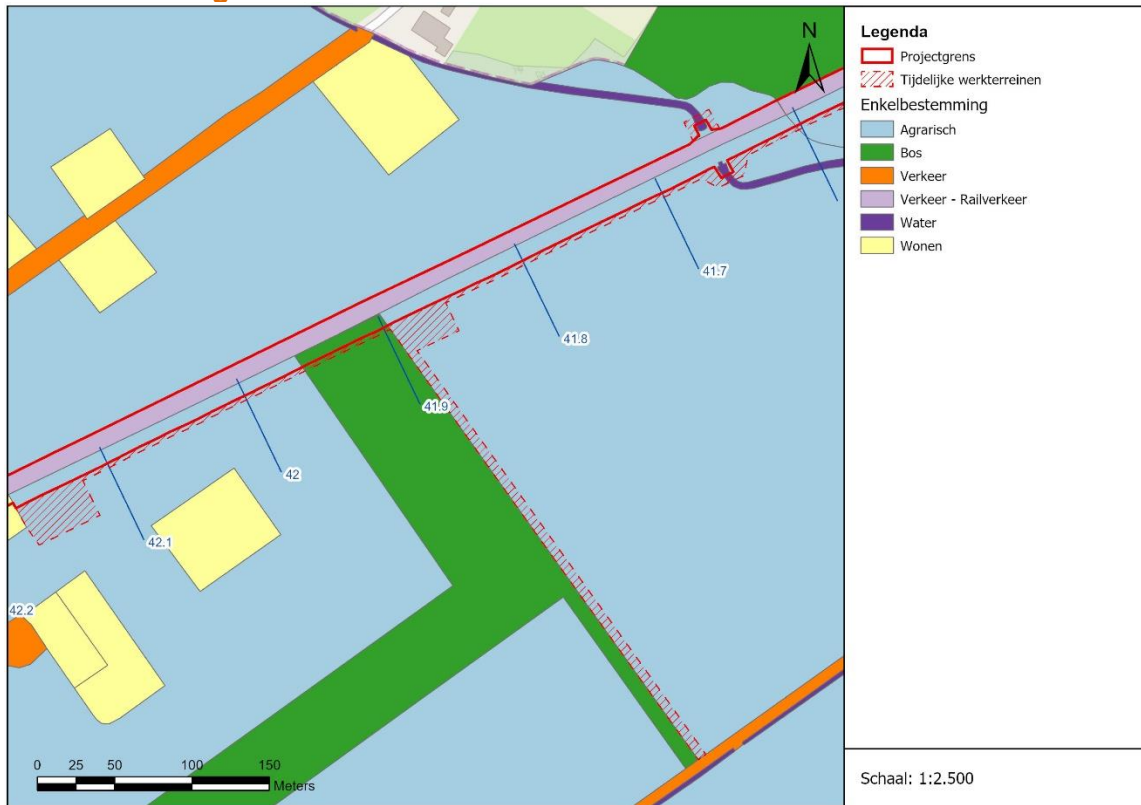 N
41.7
41.8
41.9
42
42.1
42.2
0 25 50 100 150
Meters
Legenda
Projectgrens
Tijdelijke werkterreinen
Enkelbestemming
Agrarisch
Bos
Verkeer
Verkeer - Railverkeer
Water
Wonen
Schaal: 1:2.500